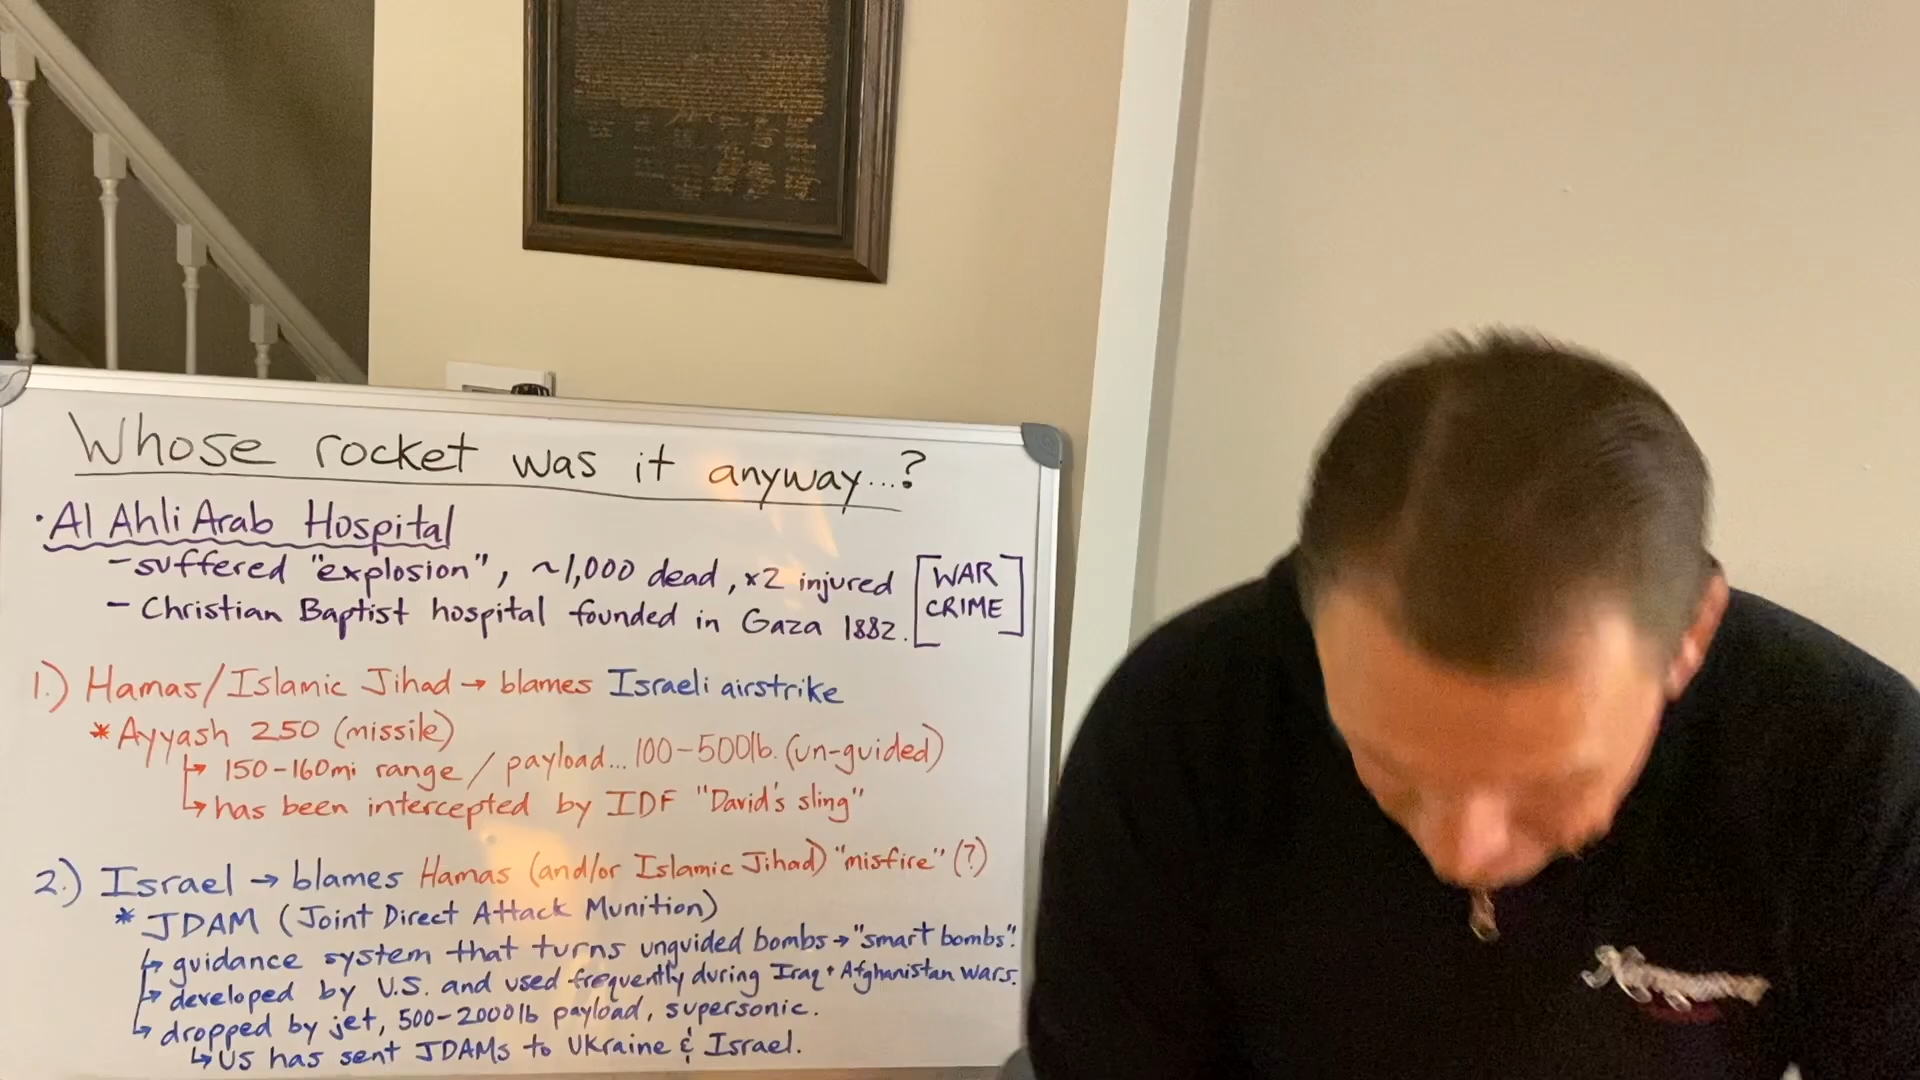 Whose rocket was it anyway...?
• Al Ahli Arab Hospital
- suffered "explosion", ~1,000 dead, x2 injured [WAR CRIME]
- Christian Baptist hospital founded in Gaza 1882.
1.) Hamas/Islamic Jihad → blames Israeli airstrike
* Ayyash 250 (missile)
↳ 150-160mi range / payload... 100-500lb. (un-guided)
↳ has been intercepted by IDF "David's sling"
2.) Israel → blames Hamas (and/or Islamic Jihad) "misfire" (?)
* JDAM (Joint Direct Attack Munition)
↳ guidance system that turns unguided bombs → "smart bombs".
↳ developed by U.S. and used frequently during Iraq + Afghanistan wars.
↳ dropped by jet, 500-2000lb payload, supersonic.
↳ US has sent JDAMs to Ukraine & Israel.